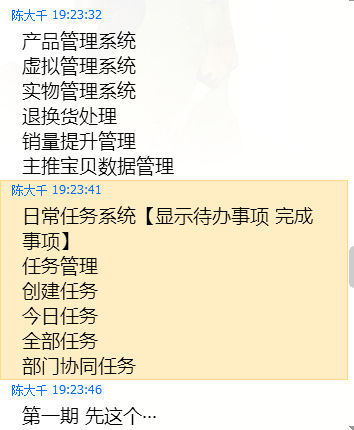 陈大千 19:23:32
产品管理系统
虚拟管理系统
实物管理系统
退换货处理
销量提升管理
主推宝贝数据管理
陈大千 19:23:41
日常任务系统【显示待办事项 完成
事项】
任务管理
创建任务
今日任务
全部任务
部门协同任务
陈大千 19:23:46
第一期 先这个…